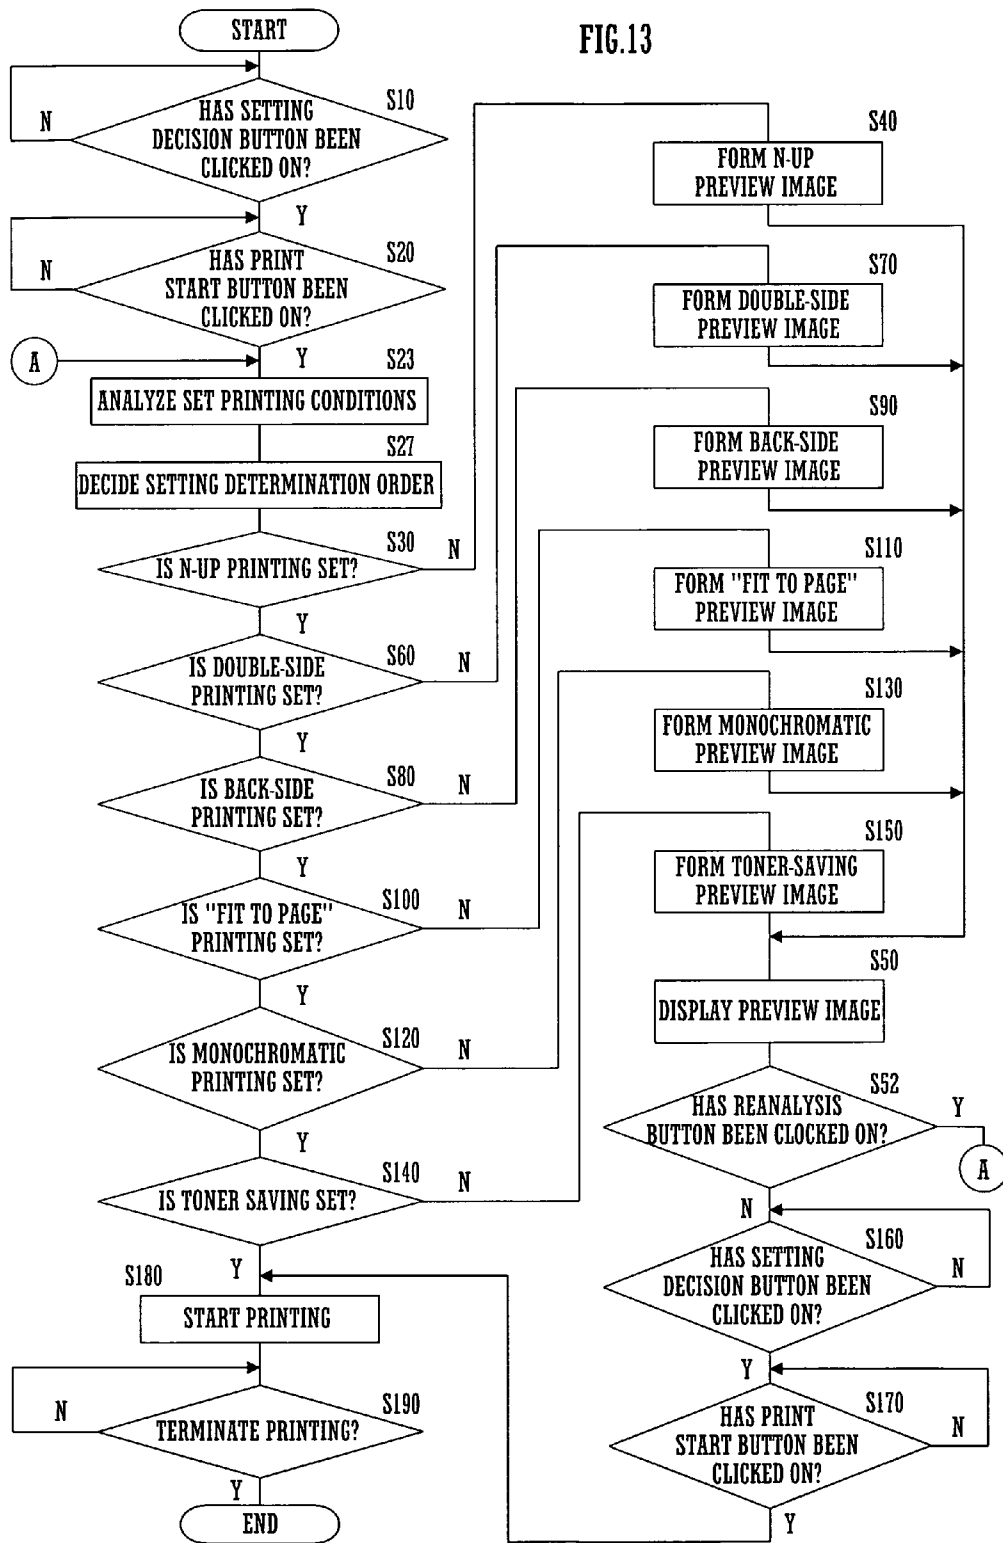 FIG.13
START
S10
HAS SETTING
DECISION BUTTON BEEN
CLICKED ON?
N
Y
S20
HAS PRINT
START BUTTON BEEN
CLICKED ON?
N
Y
A
S23
ANALYZE SET PRINTING CONDITIONS
S27
DECIDE SETTING DETERMINATION ORDER
S30
IS N-UP PRINTING SET?
N
Y
S60
IS DOUBLE-SIDE
PRINTING SET?
N
Y
S80
IS BACK-SIDE
PRINTING SET?
N
Y
S100
IS "FIT TO PAGE"
PRINTING SET?
N
Y
S120
IS MONOCHROMATIC
PRINTING SET?
N
Y
S140
IS TONER SAVING SET?
N
Y
S180
START PRINTING
S190
TERMINATE PRINTING?
N
Y
END
S40
FORM N-UP
PREVIEW IMAGE
S70
FORM DOUBLE-SIDE
PREVIEW IMAGE
S90
FORM BACK-SIDE
PREVIEW IMAGE
S110
FORM "FIT TO PAGE"
PREVIEW IMAGE
S130
FORM MONOCHROMATIC
PREVIEW IMAGE
S150
FORM TONER-SAVING
PREVIEW IMAGE
S50
DISPLAY PREVIEW IMAGE
S52
HAS REANALYSIS
BUTTON BEEN CLOCKED ON?
Y
A
N
S160
HAS SETTING
DECISION BUTTON BEEN
CLICKED ON?
N
Y
S170
HAS PRINT
START BUTTON BEEN
CLICKED ON?
N
Y